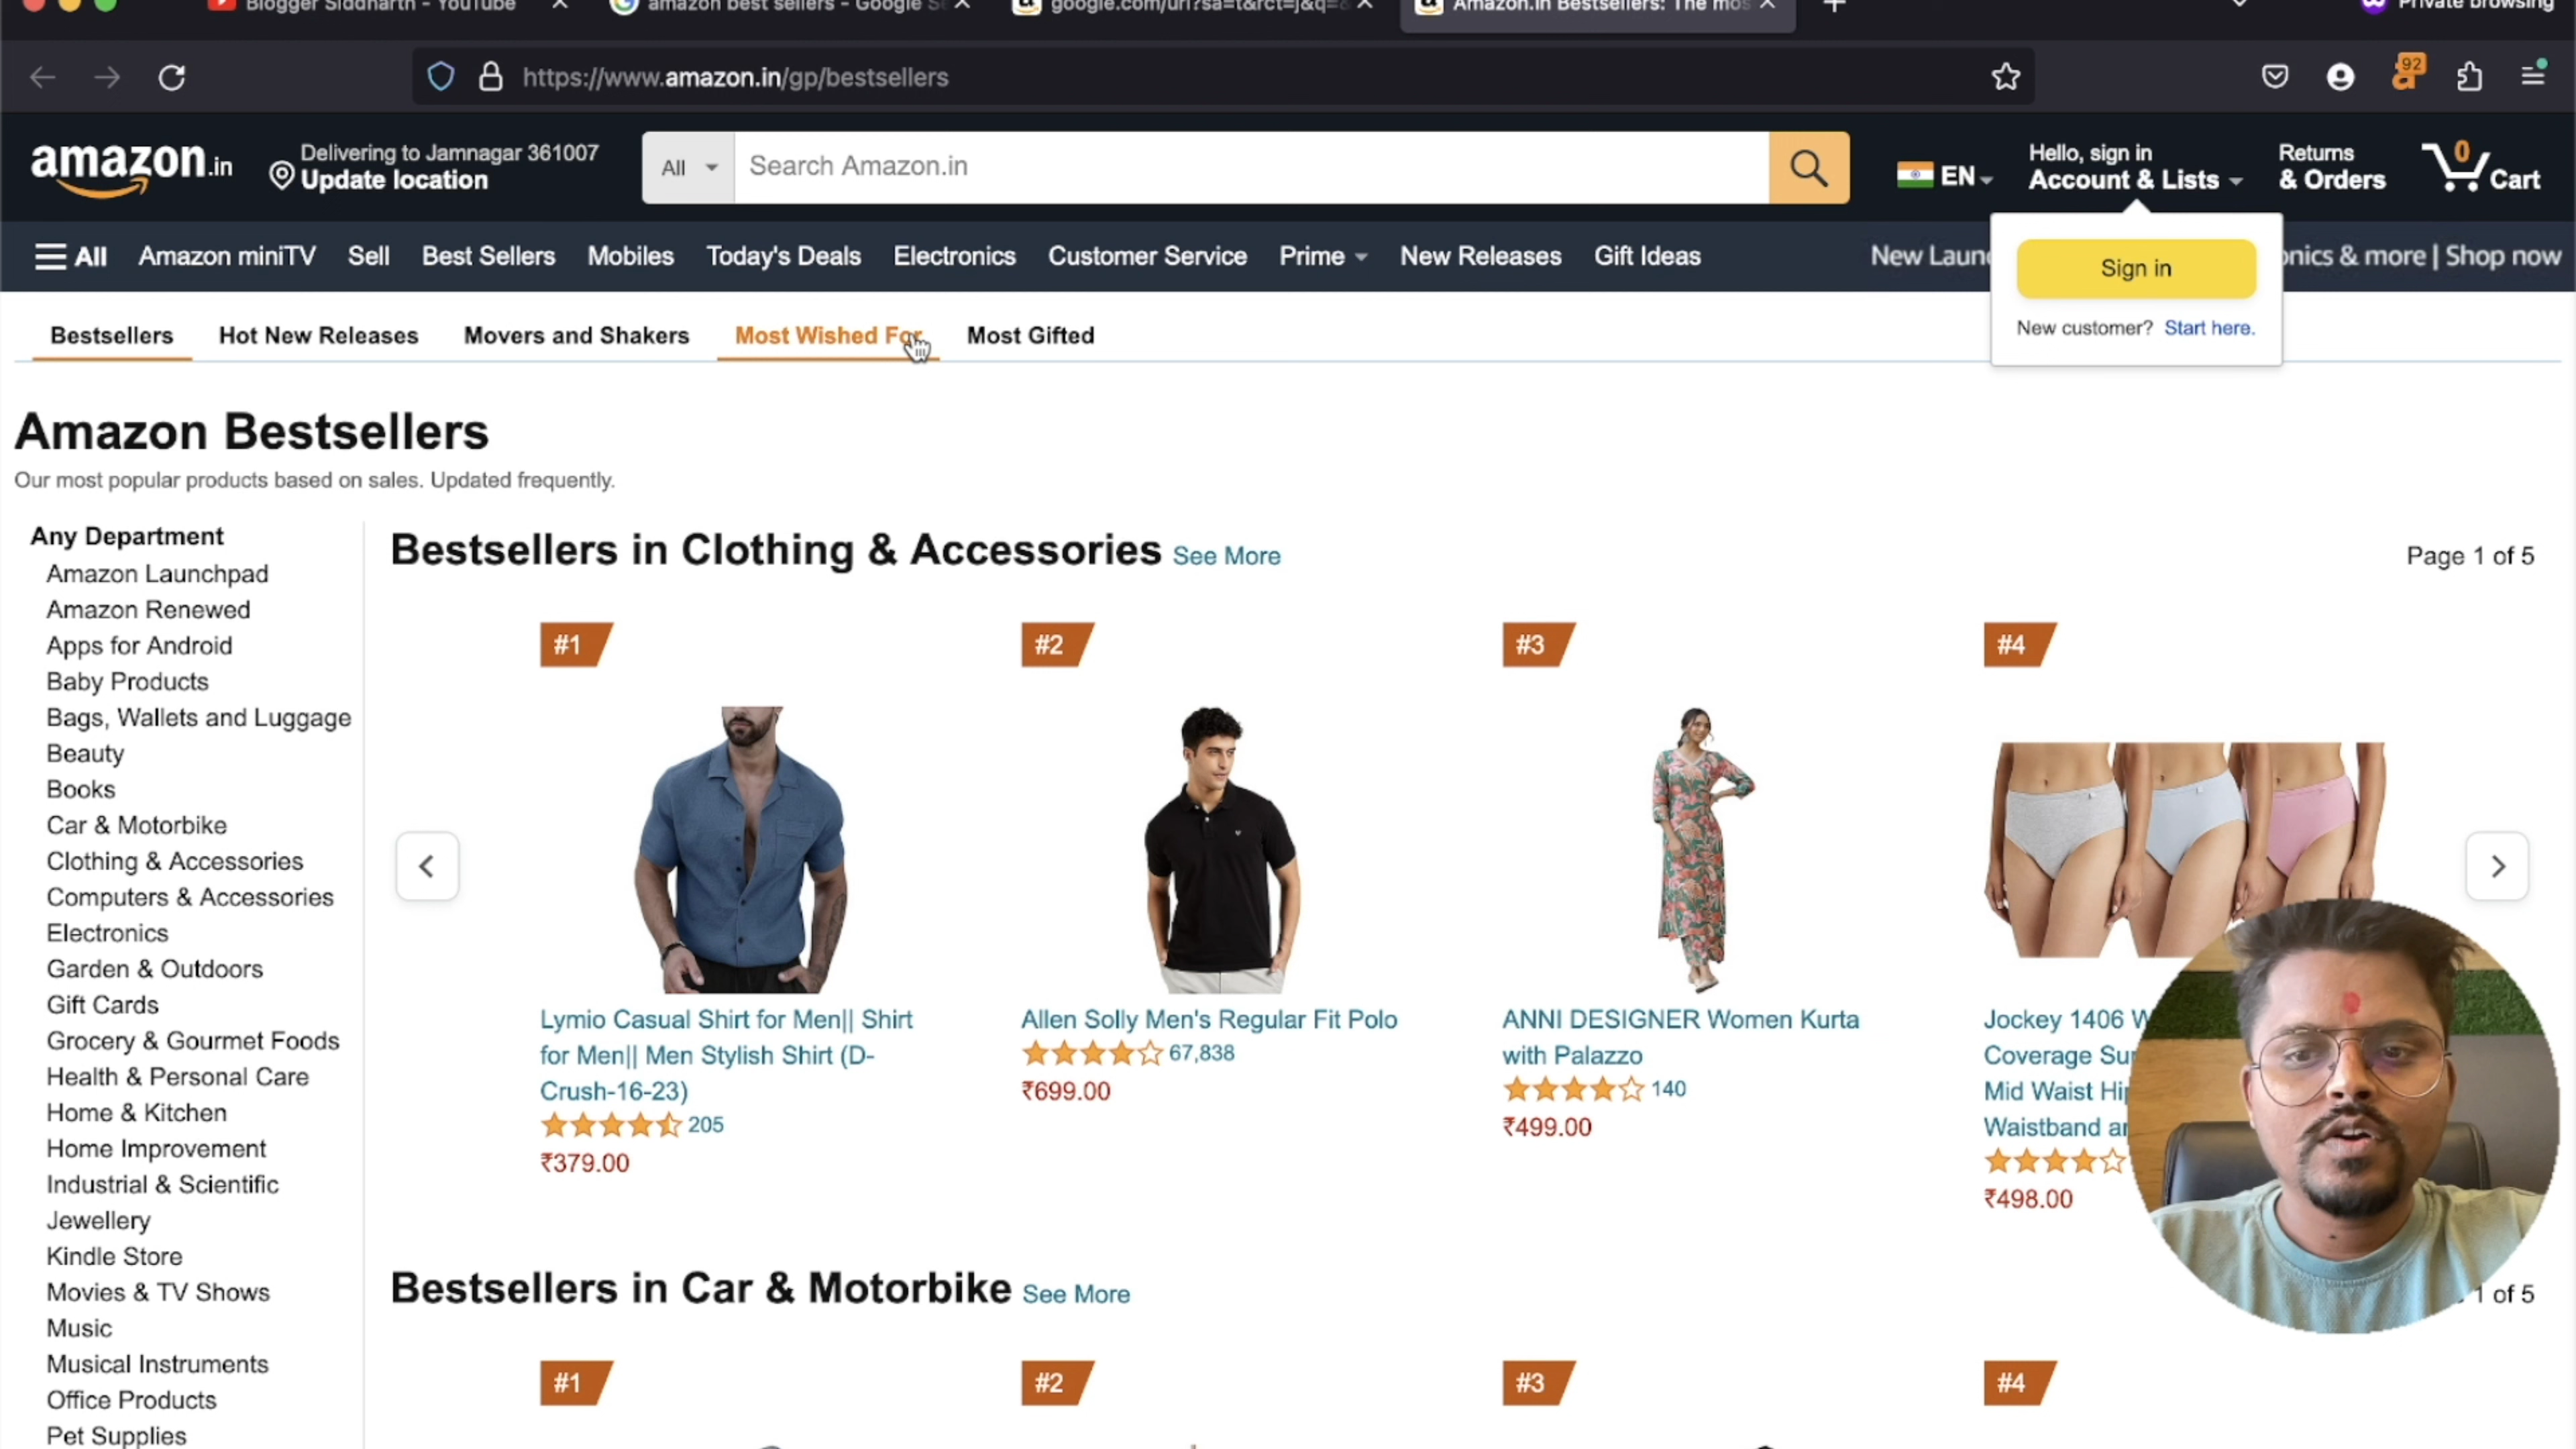 Blogger Siddharth - YouTube
amazon best sellers - Google Se
google.com/url?sa=t&rct=j&q=&
Amazon.in Bestsellers: The mos
Private browsing
https://www.amazon.in/gp/bestsellers
92
amazon.in
Delivering to Jamnagar 361007
Update location
All
Search Amazon.in
EN
Hello, sign in
Account & Lists
Returns
& Orders
0
Cart
All
Amazon miniTV
Sell
Best Sellers
Mobiles
Today's Deals
Electronics
Customer Service
Prime
New Releases
Gift Ideas
New Laun
onics & more | Shop now
Sign in
New customer? Start here.
Bestsellers
Hot New Releases
Movers and Shakers
Most Wished For
Most Gifted
Amazon Bestsellers
Our most popular products based on sales. Updated frequently.
Any Department
Amazon Launchpad
Amazon Renewed
Apps for Android
Baby Products
Bags, Wallets and Luggage
Beauty
Books
Car & Motorbike
Clothing & Accessories
Computers & Accessories
Electronics
Garden & Outdoors
Gift Cards
Grocery & Gourmet Foods
Health & Personal Care
Home & Kitchen
Home Improvement
Industrial & Scientific
Jewellery
Kindle Store
Movies & TV Shows
Music
Musical Instruments
Office Products
Pet Supplies
Bestsellers in Clothing & Accessories See More
Page 1 of 5
#1
Lymio Casual Shirt for Men|| Shirt
for Men|| Men Stylish Shirt (D-
Crush-16-23)
205
₹379.00
#2
Allen Solly Men's Regular Fit Polo
67,838
₹699.00
#3
ANNI DESIGNER Women Kurta
with Palazzo
140
₹499.00
#4
Jockey 1406 W
Coverage Su
Mid Waist Hi
Waistband a
₹498.00
Bestsellers in Car & Motorbike See More
1 of 5
#1
#2
#3
#4